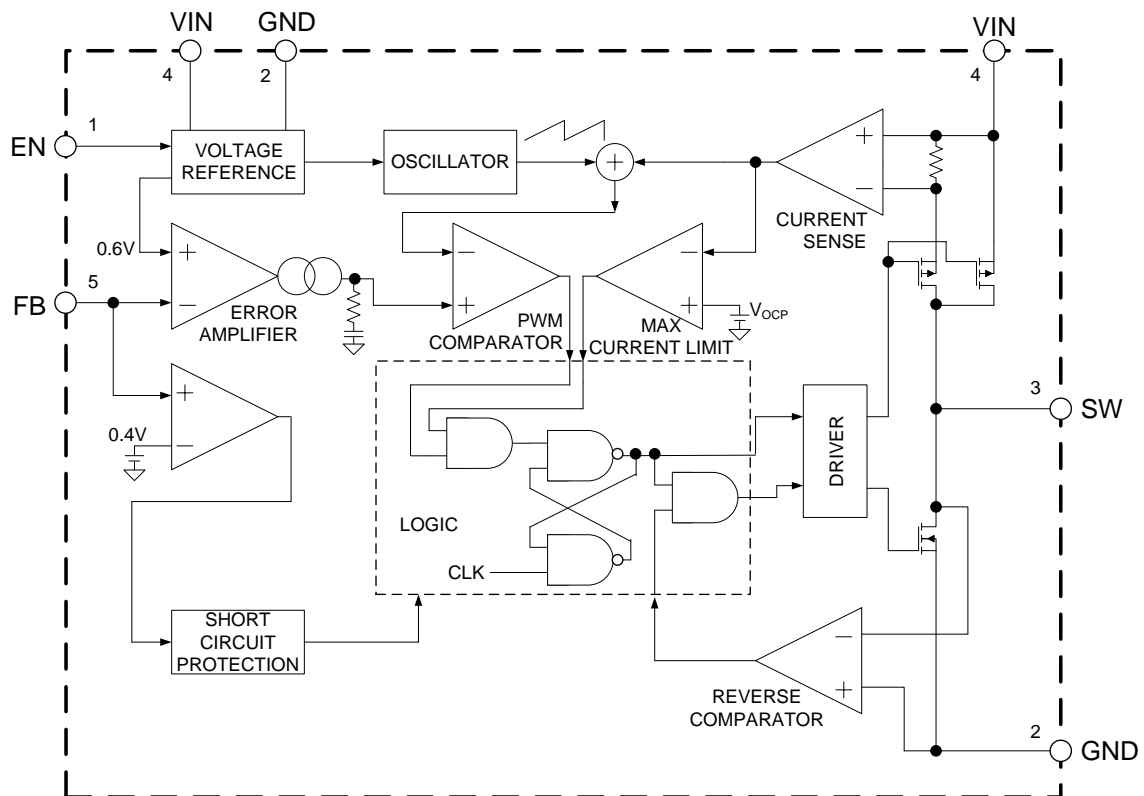 VIN
GND
VIN
4
2
4
1
EN
VOLTAGE
REFERENCE
OSCILLATOR
+
+
−
CURRENT
SENSE
0.6V
+
−
ERROR
AMPLIFIER
5
FB
−
+
PWM
COMPARATOR
−
+
VOCP
MAX
CURRENT LIMIT
+
−
0.4V
3
SW
DRIVER
LOGIC
CLK
SHORT
CIRCUIT
PROTECTION
−
+
REVERSE
COMPARATOR
2
GND